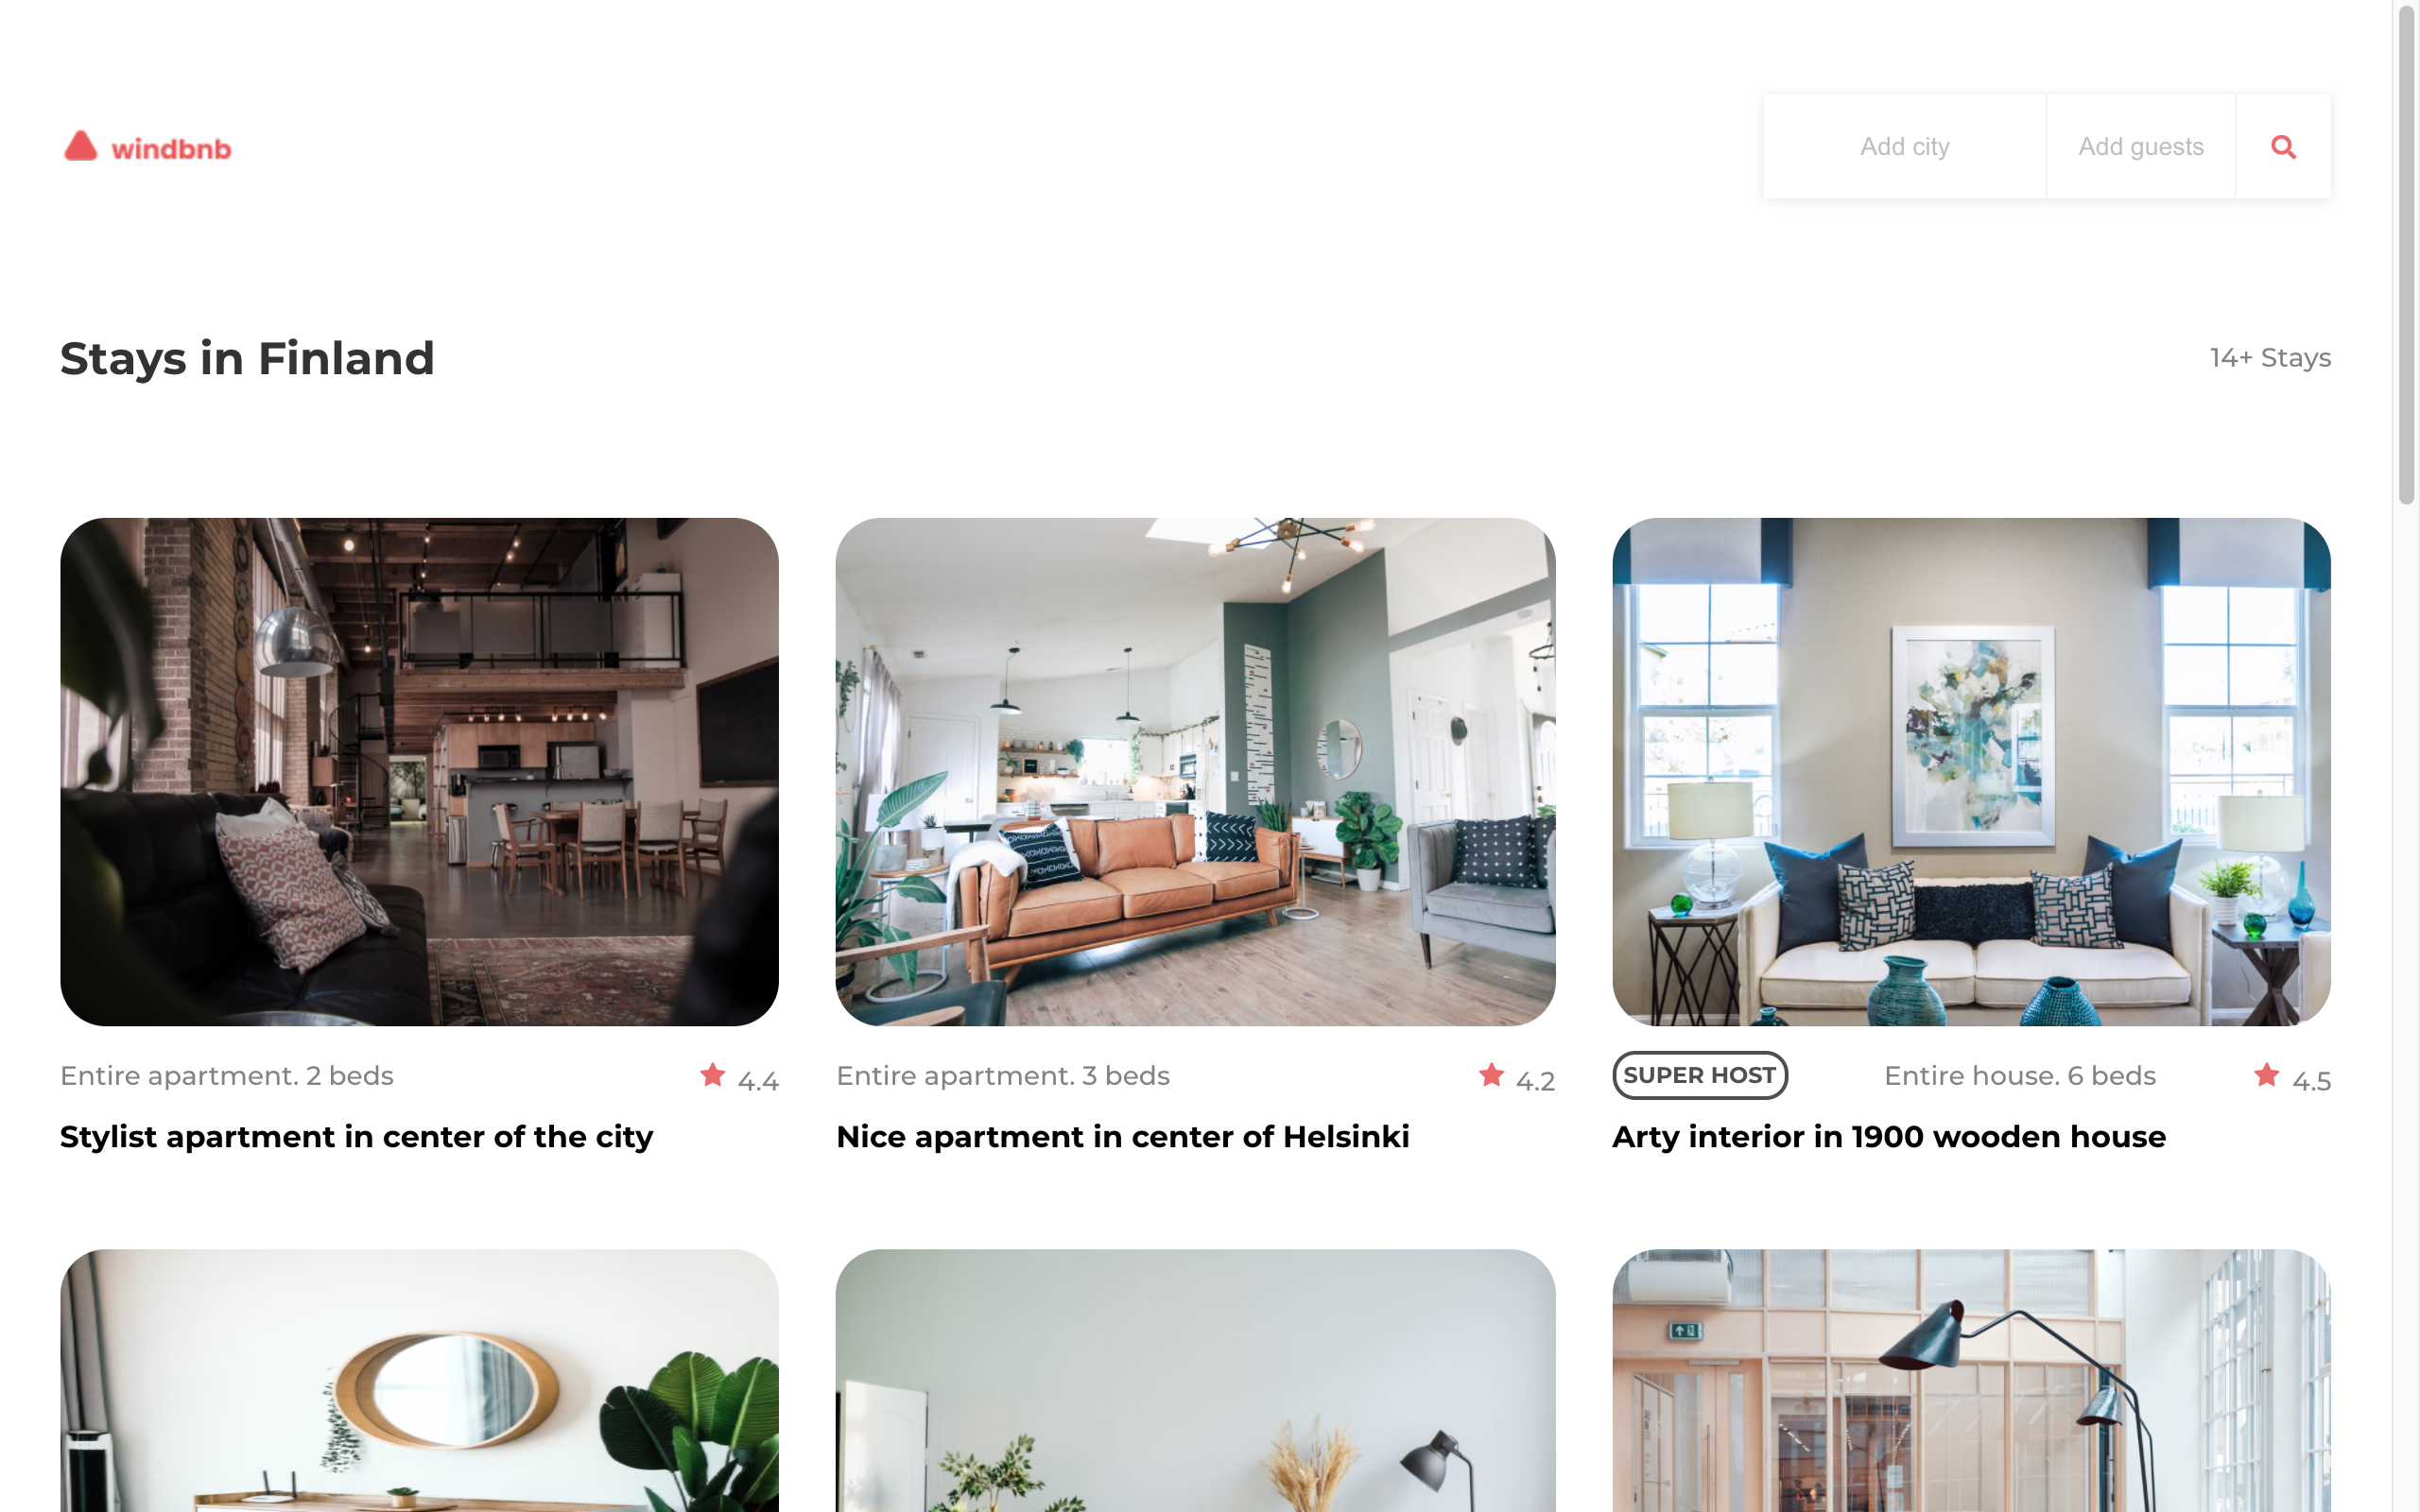 windbnb
Add city
Add guests
Stays in Finland
14+ Stays
Entire apartment. 2 beds
4.4
Stylist apartment in center of the city
Entire apartment. 3 beds
4.2
Nice apartment in center of Helsinki
SUPER HOST
Entire house. 6 beds
4.5
Arty interior in 1900 wooden house